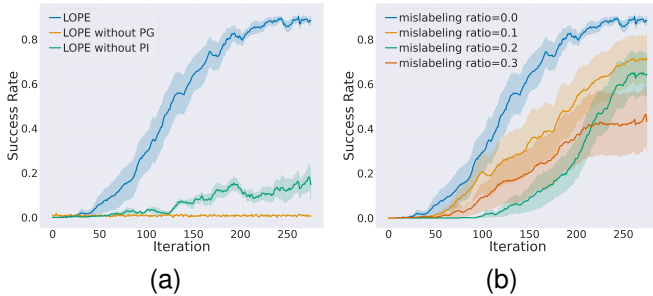 LOPE
LOPE without PG
LOPE without PI
0.8
0.6
0.4
0.2
0.0
Success Rate
0 50 100 150 200 250
Iteration
(a)
mislabeling ratio=0.0
mislabeling ratio=0.1
mislabeling ratio=0.2
mislabeling ratio=0.3
0.8
0.6
0.4
0.2
0.0
Success Rate
0 50 100 150 200 250
Iteration
(b)